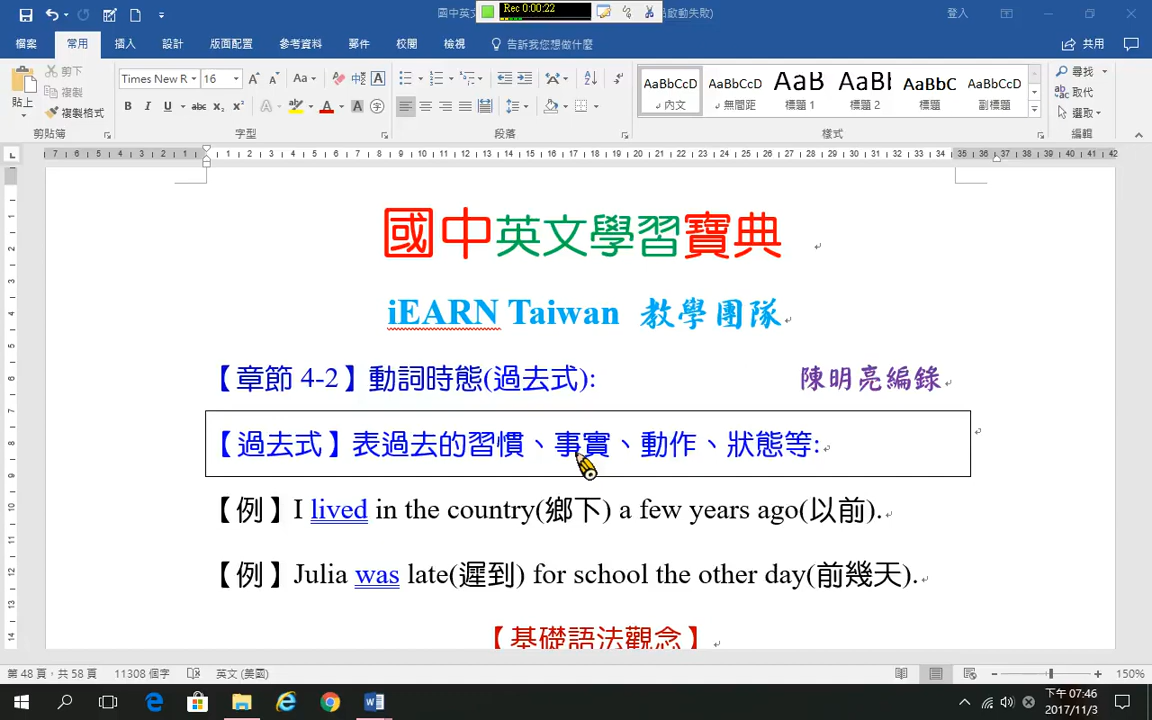 Rec 0:00:22
國中英文
啟動失敗)
登入
檔案 常用 插入 設計 版面配置 參考資料 郵件 校閱 檢視 告訴我您想做什麼 共用
貼上
剪下
複製
複製格式
剪貼簿
Times New R 16
字型
段落
AaBbCcD AaBbCcD AaB AaBl AaBbC AaBbCcD
內文 無間距 標題 1 標題 2 標題 副標題
樣式
尋找
取代
選取
編輯
國中英文學習寶典
iEARN Taiwan 教學團隊
【章節 4-2】動詞時態(過去式): 陳明亮編錄
【過去式】表過去的習慣、事實、動作、狀態等:
【例】I lived in the country(鄉下) a few years ago(以前).
【例】Julia was late(遲到) for school the other day(前幾天).
【基礎語法觀念】
第 48 頁，共 58 頁 11308 個字 英文 (美國) 150%
下午 07:46
2017/11/3